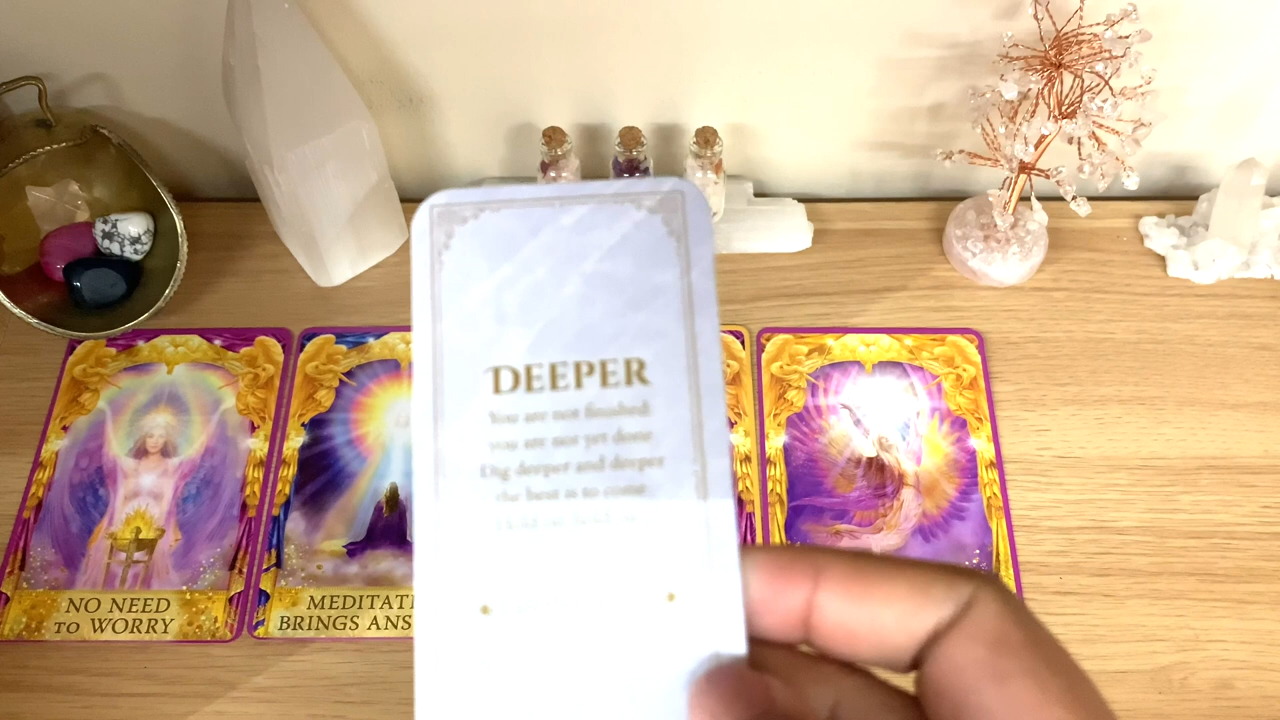 DEEPER
You are not finished
you are not yet done
Dig deeper and deeper
the best is to come
NO NEED
TO WORRY
MEDITATI
BRINGS ANS